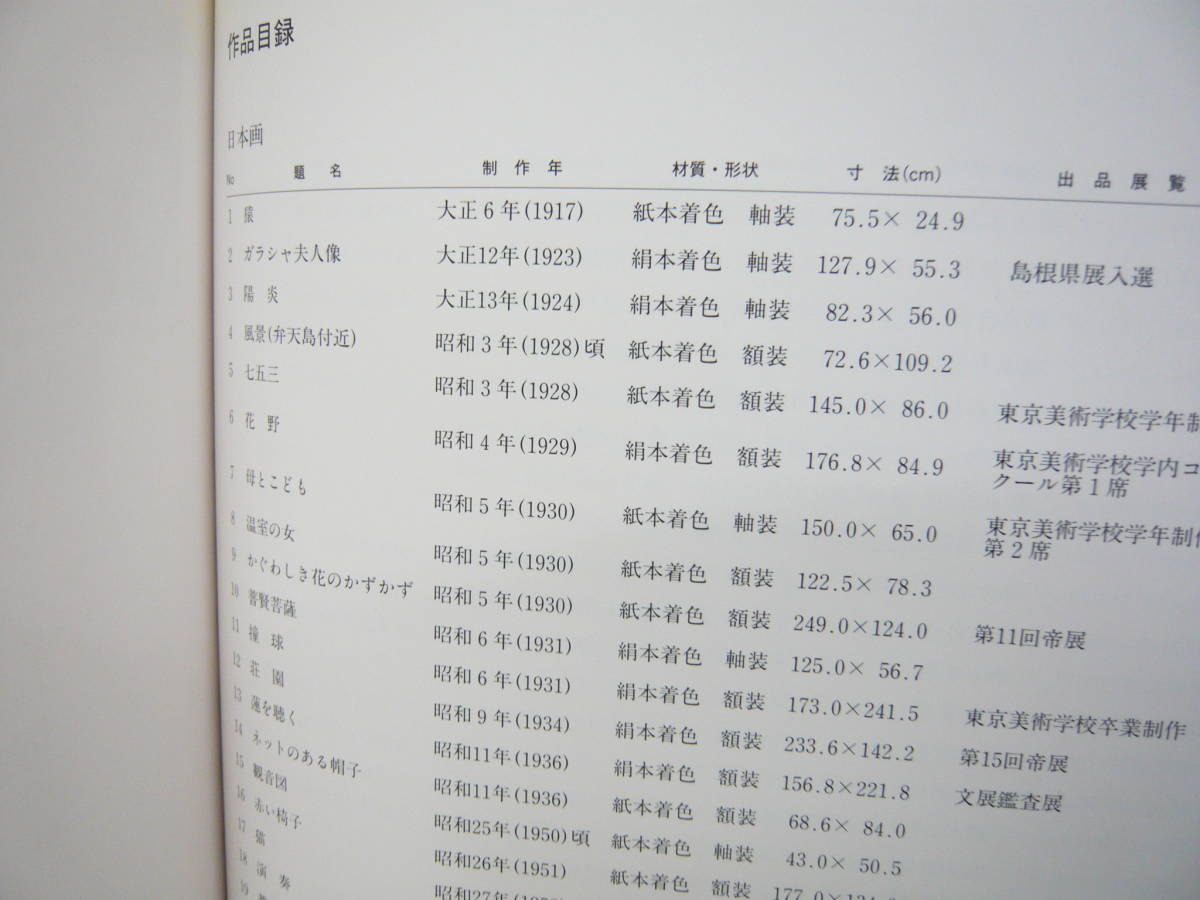 作品目録
日本画
No 題 名 制 作 年 材質・形状 寸 法(cm) 出 品 展 覧
1 猿 大正6年(1917) 紙本着色 軸装 75.5× 24.9
2 ガラシャ夫人像 大正12年(1923) 絹本着色 軸装 127.9× 55.3 島根県展入選
3 陽 炎 大正13年(1924) 絹本着色 軸装 82.3× 56.0
4 風景(弁天島付近) 昭和3年(1928)頃 紙本着色 額装 72.6×109.2
5 七五三 昭和3年(1928) 紙本着色 額装 145.0× 86.0 東京美術学校学年制
6 花 野 昭和4年(1929) 絹本着色 額装 176.8× 84.9 東京美術学校学内コ
クール第1席
7 母とこども 昭和5年(1930) 紙本着色 軸装 150.0× 65.0 東京美術学校学年制作
第2席
8 温室の女 昭和5年(1930) 紙本着色 額装 122.5× 78.3
9 かぐわしき花のかずかず 昭和5年(1930) 紙本着色 額装 249.0×124.0 第11回帝展
10 普賢菩薩 昭和6年(1931) 絹本着色 軸装 125.0× 56.7
11 撞 球 昭和6年(1931) 絹本着色 額装 173.0×241.5 東京美術学校卒業制作
12 荘 園 昭和9年(1934) 絹本着色 額装 233.6×142.2 第15回帝展
13 蓮を聴く 昭和11年(1936) 絹本着色 額装 156.8×221.8 文展鑑査展
14 ネットのある帽子 昭和11年(1936) 紙本着色 額装 68.6× 84.0
15 観音図 昭和25年(1950)頃 紙本着色 軸装 43.0× 50.5
16 赤い椅子 昭和26年(1951) 紙本着色 額装 177.0×
17 猫 昭和27年
18 演 奏
19